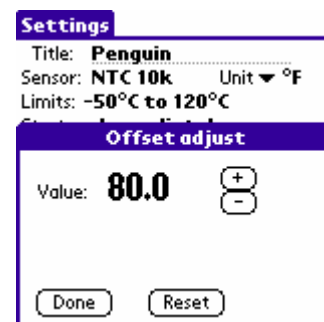 Settings
Title: Penguin
Sensor: NTC 10k Unit °F
Limits: -50°C to 120°C
Offset adjust
Value: 80.0 +
-
Done Reset